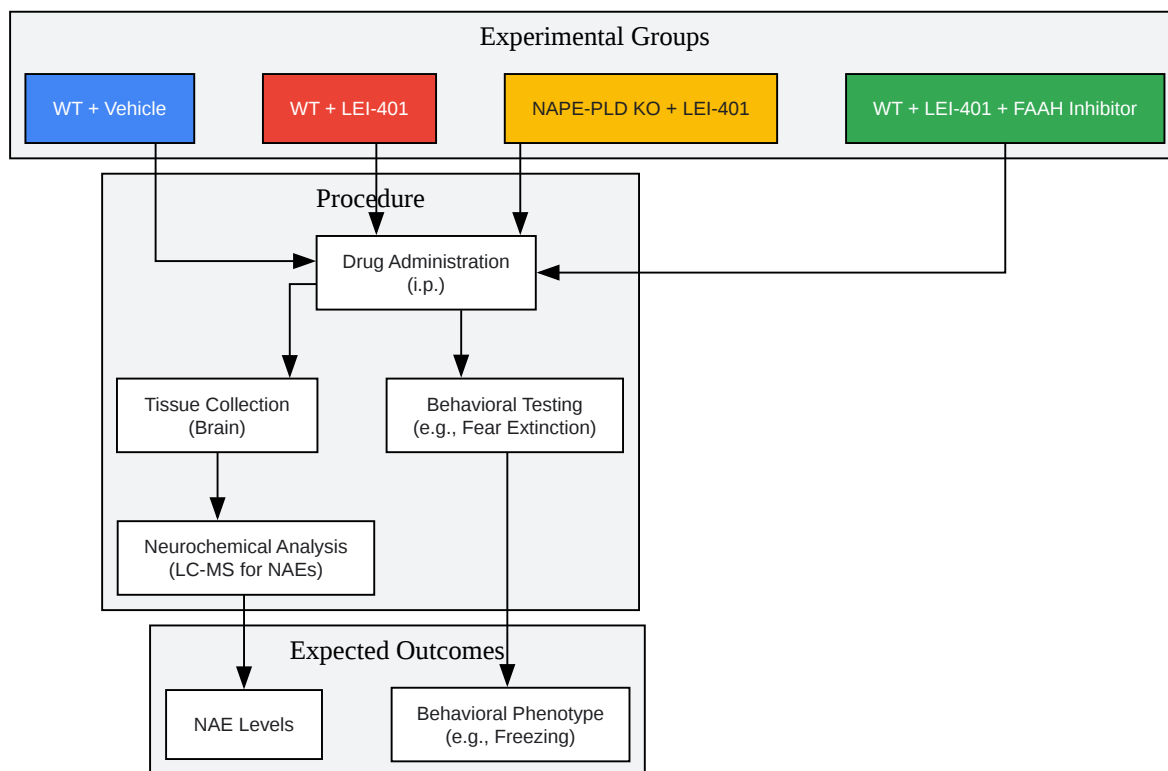 Experimental Groups
WT + Vehicle
WT + LEI-401
NAPE-PLD KO + LEI-401
WT + LEI-401 + FAAH Inhibitor
Procedure
Drug Administration
(i.p.)
Tissue Collection
(Brain)
Behavioral Testing
(e.g., Fear Extinction)
Neurochemical Analysis
(LC-MS for NAEs)
Expected Outcomes
NAE Levels
Behavioral Phenotype
(e.g., Freezing)